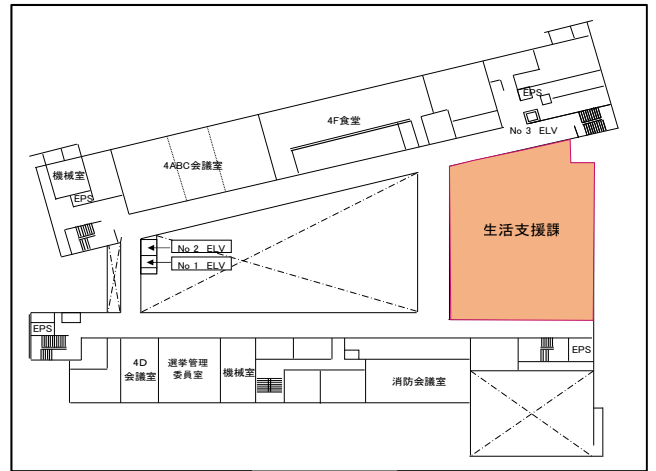 EPS
No 3 ELV
4F食堂
4ABC会議室
機械室
EPS
生活支援課
No 2 ELV
No 1 ELV
EPS
4D
会議室
選挙管理
委員室
機械室
消防会議室
EPS